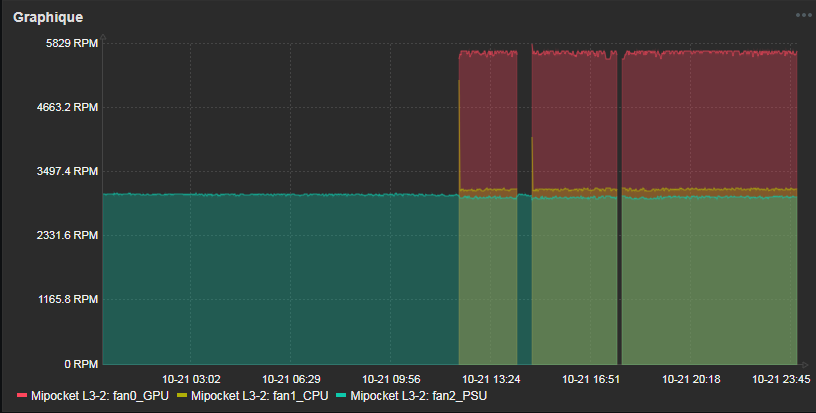 Graphique
5829 RPM
4663.2 RPM
3497.4 RPM
2331.6 RPM
1165.8 RPM
0 RPM
10-21 03:02 10-21 06:29 10-21 09:56 10-21 13:24 10-21 16:51 10-21 20:18 10-21 23:45
Mipocket L3-2: fan0_GPU Mipocket L3-2: fan1_CPU Mipocket L3-2: fan2_PSU